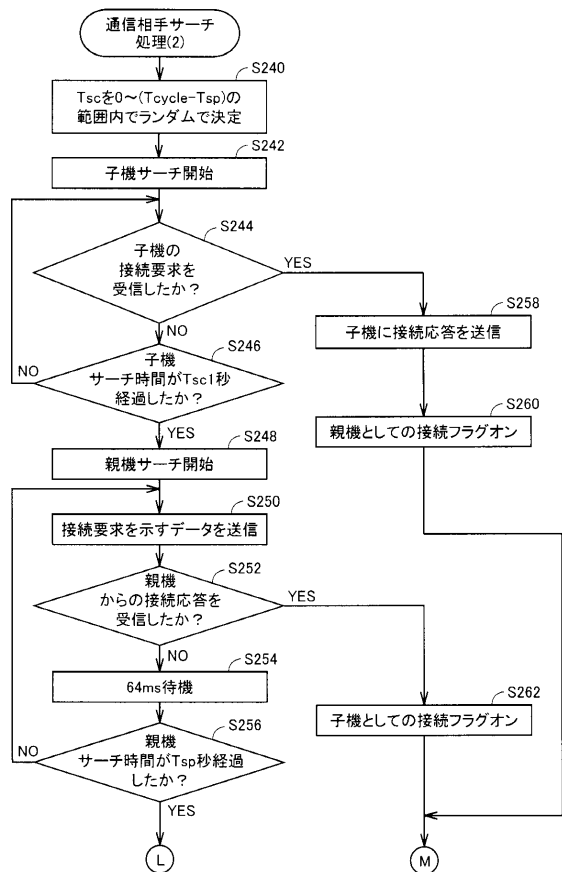 通信相手サーチ
処理(2)
S240
Tscを0～(Tcycle-Tsp)の
範囲内でランダムで決定
S242
子機サーチ開始
S244
子機の
接続要求を
受信したか？
YES
NO
S258
子機に接続応答を送信
S246
子機
サーチ時間がTsc1秒
経過したか？
NO
YES
S260
親機としての接続フラグオン
S248
親機サーチ開始
S250
接続要求を示すデータを送信
S252
親機
からの接続応答を
受信したか？
YES
NO
S254
64ms待機
S262
子機としての接続フラグオン
S256
親機
サーチ時間がTsp秒経過
したか？
NO
YES
L
M